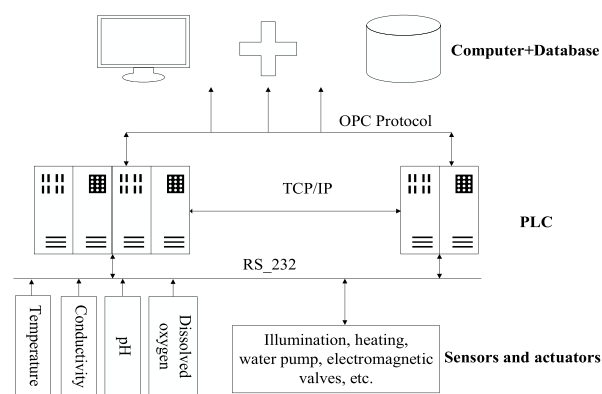 Computer+Database
OPC Protocol
TCP/IP
PLC
RS_232
Temperature
Conductivity
pH
Dissolved
oxygen
Illumination, heating,
water pump, electromagnetic
valves, etc.
Sensors and actuators